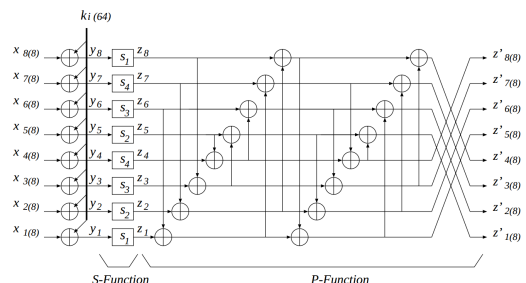 k i (64)
x 8(8) y 8 s 1 z 8 z' 8(8)
x 7(8) y 7 s 4 z 7 z' 7(8)
x 6(8) y 6 s 3 z 6 z' 6(8)
x 5(8) y 5 s 2 z 5 z' 5(8)
x 4(8) y 4 s 4 z 4 z' 4(8)
x 3(8) y 3 s 3 z 3 z' 3(8)
x 2(8) y 2 s 2 z 2 z' 2(8)
x 1(8) y 1 s 1 z 1 z' 1(8)
S-Function P-Function